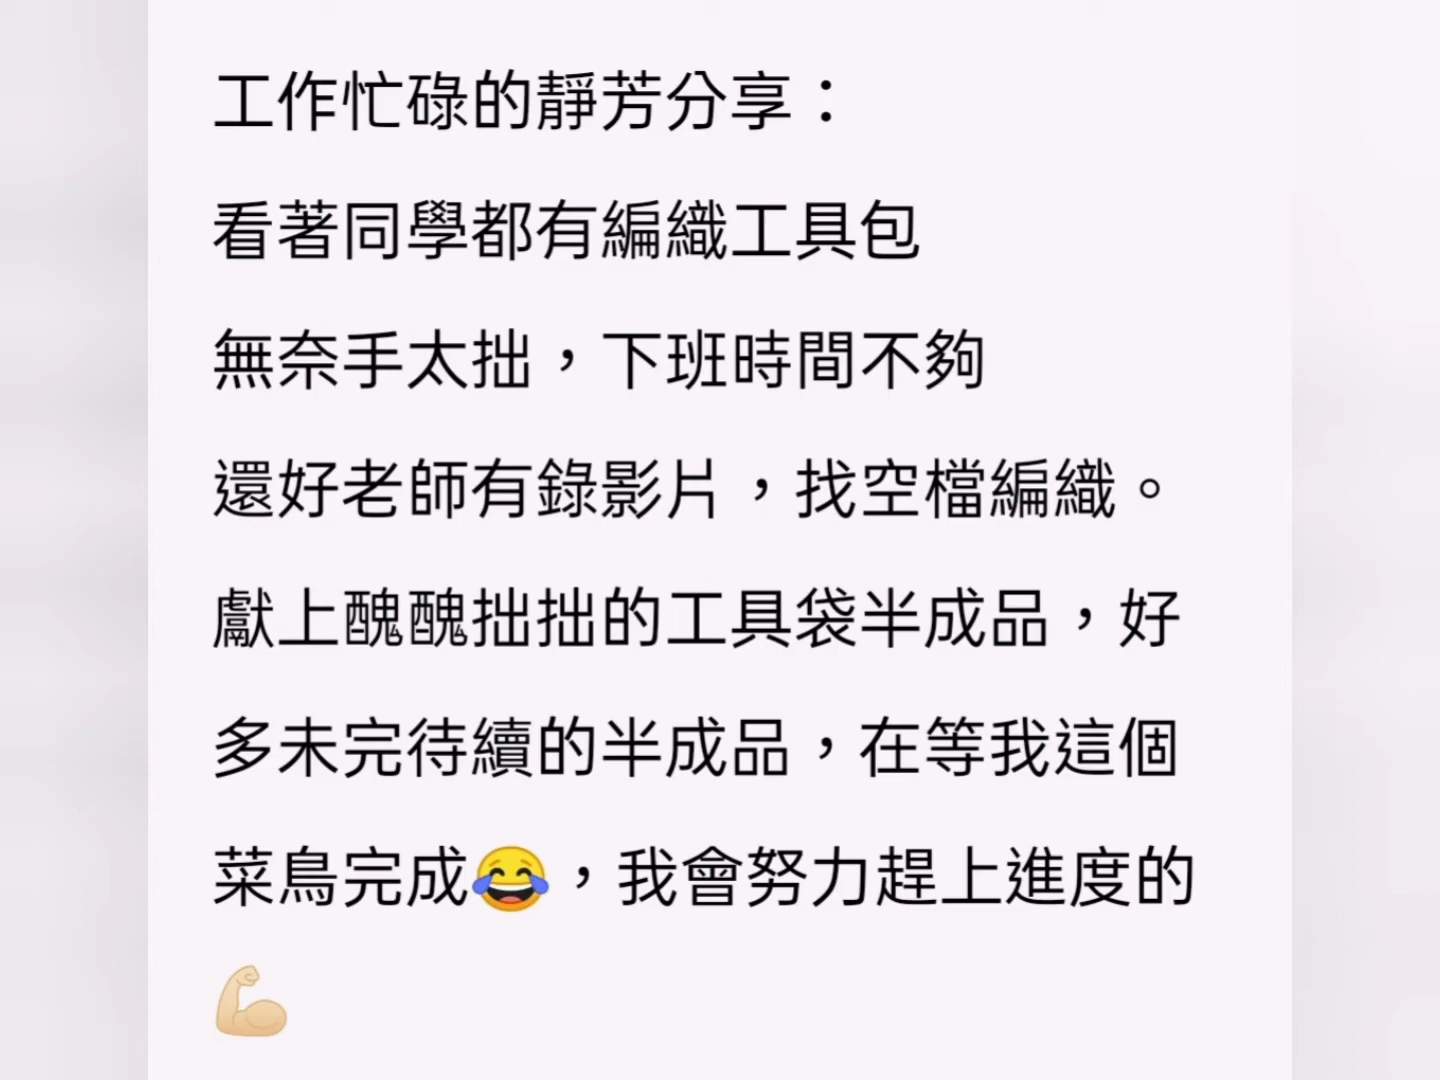 工作忙碌的靜芳分享：
看著同學都有編織工具包
無奈手太拙，下班時間不夠
還好老師有錄影片，找空檔編織。
獻上醜醜拙拙的工具袋半成品，好
多未完待續的半成品，在等我這個
菜鳥完成😂，我會努力趕上進度的
💪🏼